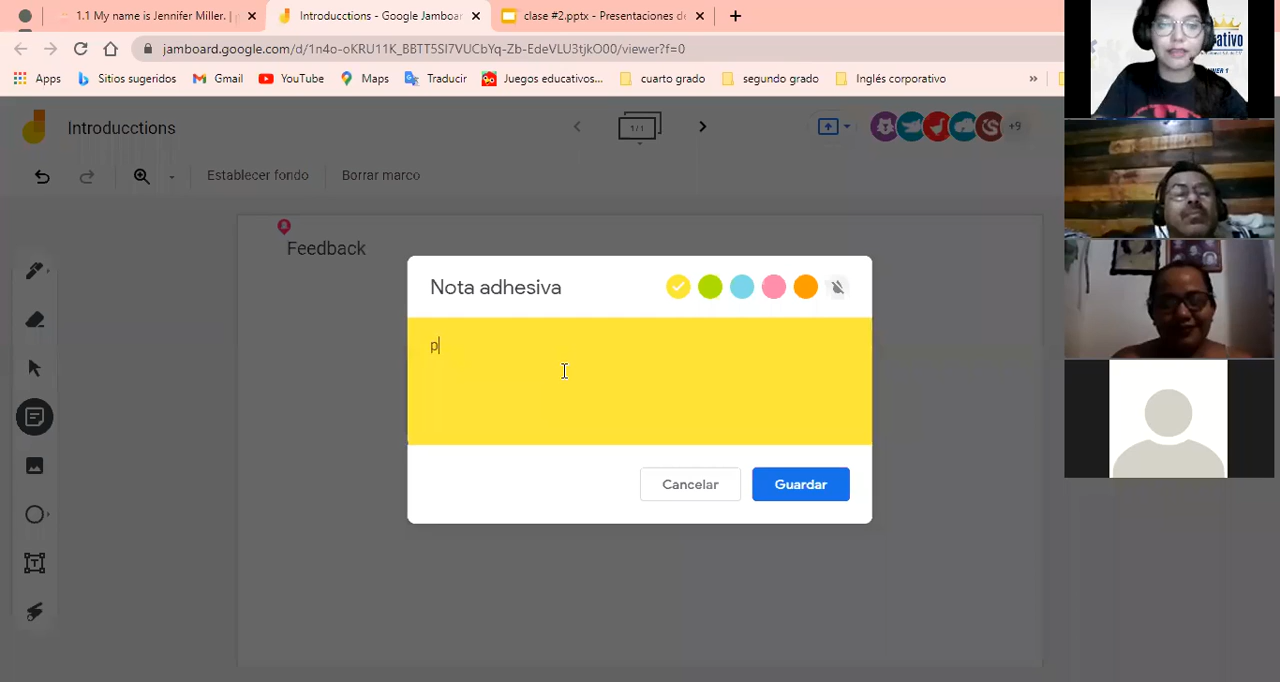 1.1 My name is Jennifer Miller. |
Introducctions - Google Jamboar
clase #2.pptx - Presentaciones d
jamboard.google.com/d/1n4o-oKRU11K_BBTT5SI7VUCbYq-Zb-EdeVLU3tjkO00/viewer?f=0
Apps
Sitios sugeridos
Gmail
YouTube
Maps
Traducir
Juegos educativos...
cuarto grado
segundo grado
Inglés corporativo
»
Introducctions
1/1
+9
Establecer fondo
Borrar marco
Feedback
Nota adhesiva
p
Cancelar
Guardar